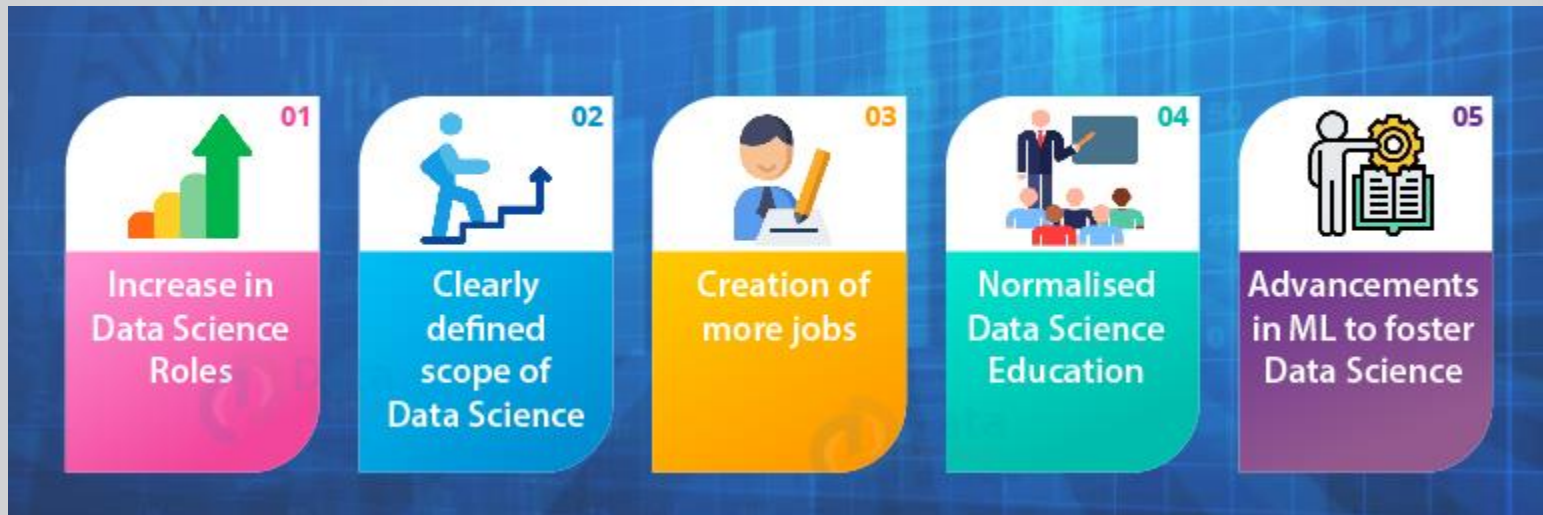 01
Increase in
Data Science
Roles
02
Clearly
defined
scope of
Data Science
03
Creation of
more jobs
04
Normalised
Data Science
Education
05
Advancements
in ML to foster
Data Science